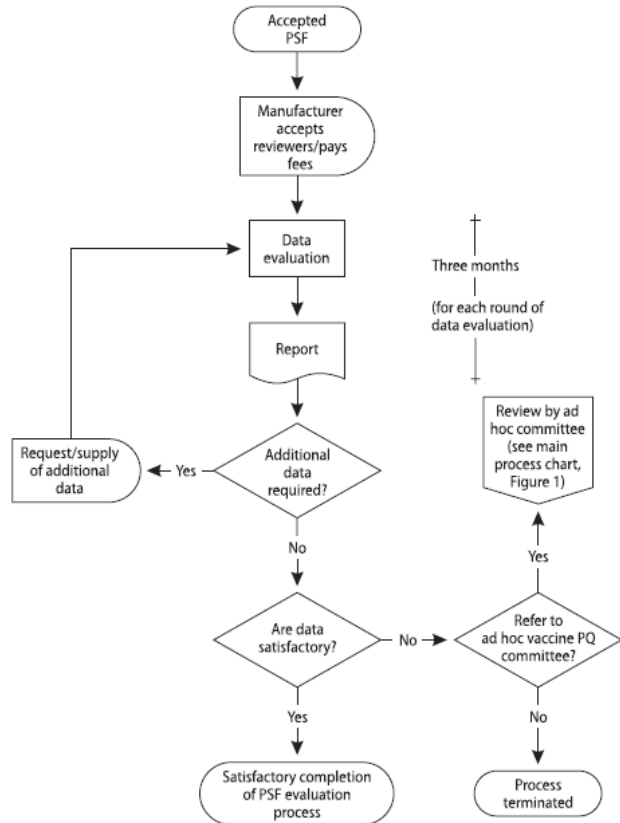 Accepted
PSF
Manufacturer
accepts
reviewers/pays
fees
Data
evaluation
Three months
(for each round of
data evaluation)
Report
Review by ad
hoc committee
(see main
process chart,
Figure 1)
Request/supply
of additional
data
Yes
Additional
data
required?
Yes
No
Are data
satisfactory?
No
Refer to
ad hoc vaccine PQ
committee?
Yes
No
Satisfactory completion
of PSF evaluation
process
Process
terminated